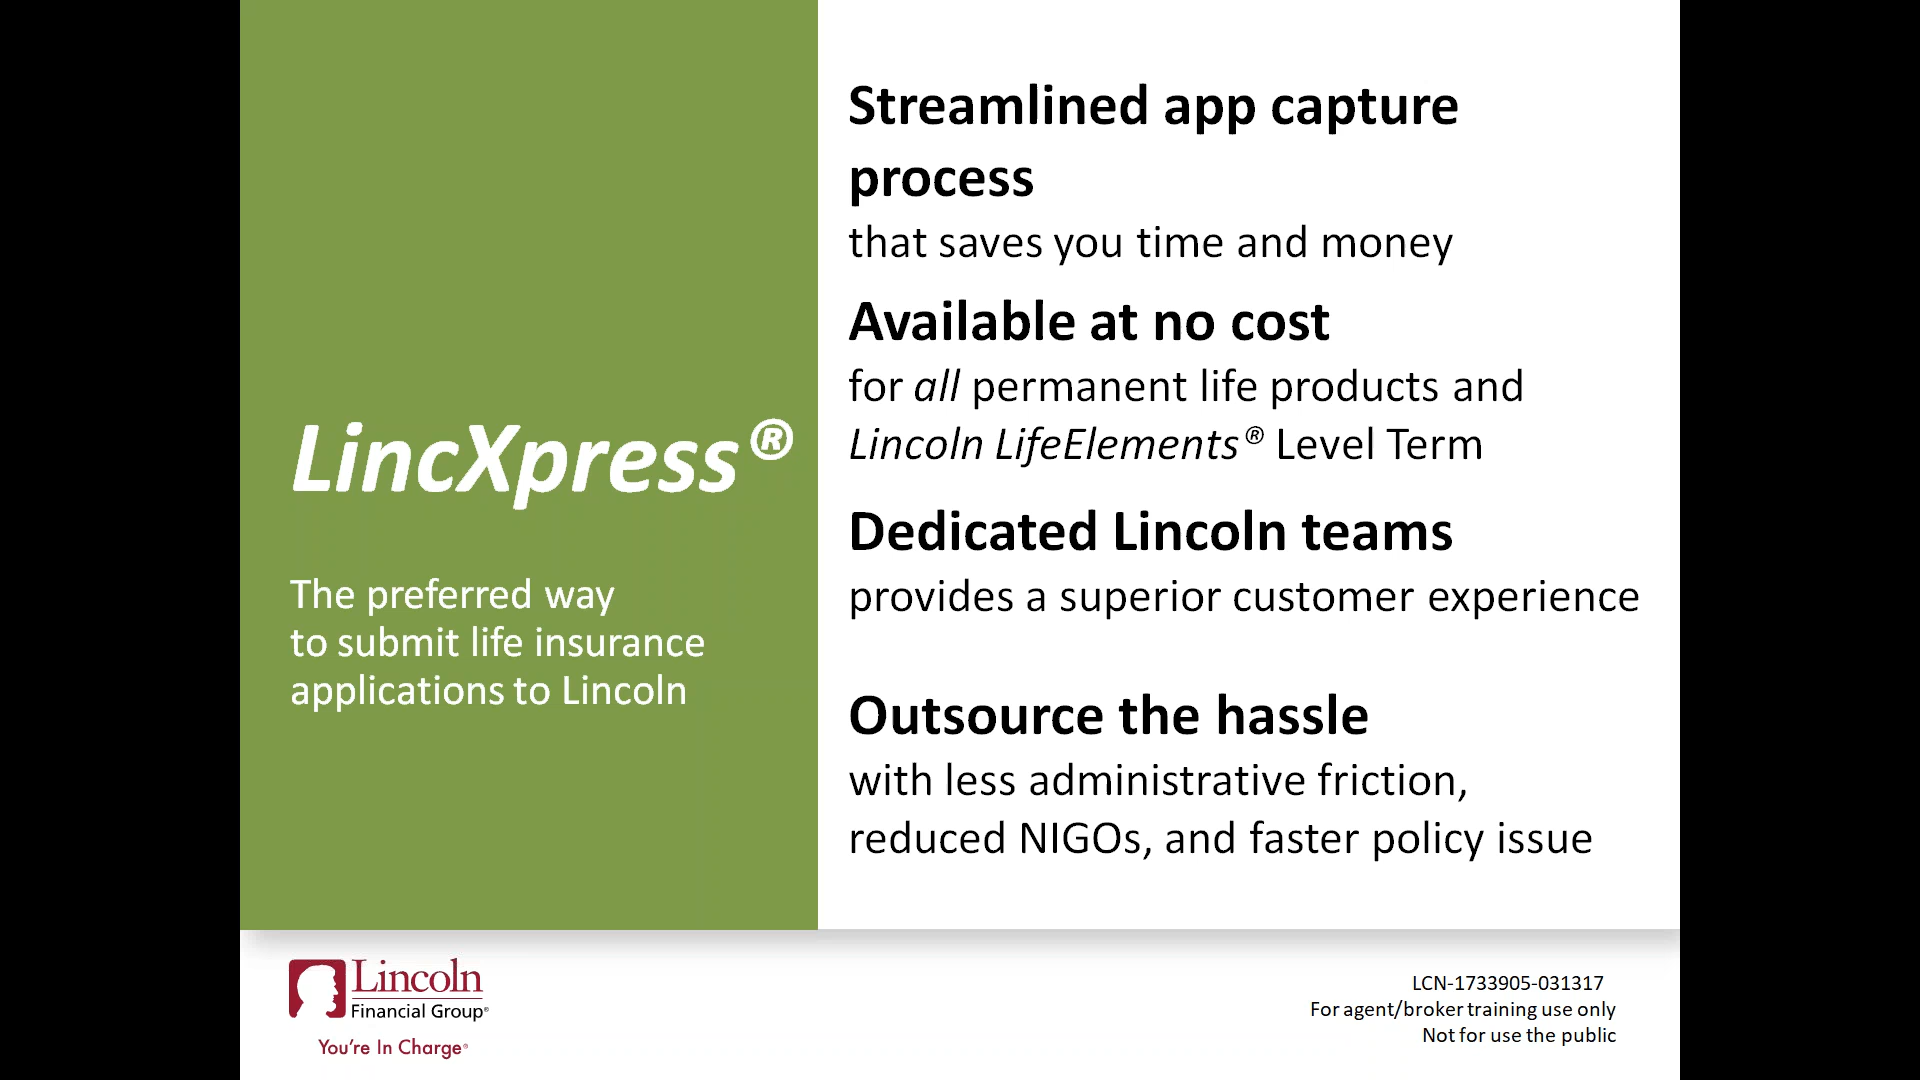 LincXpress®
The preferred way
to submit life insurance
applications to Lincoln
Streamlined app capture
process
that saves you time and money
Available at no cost
for all permanent life products and
Lincoln LifeElements® Level Term
Dedicated Lincoln teams
provides a superior customer experience
Outsource the hassle
with less administrative friction,
reduced NIGOs, and faster policy issue
Lincoln
Financial Group®
You're In Charge®
LCN-1733905-031317
For agent/broker training use only
Not for use the public